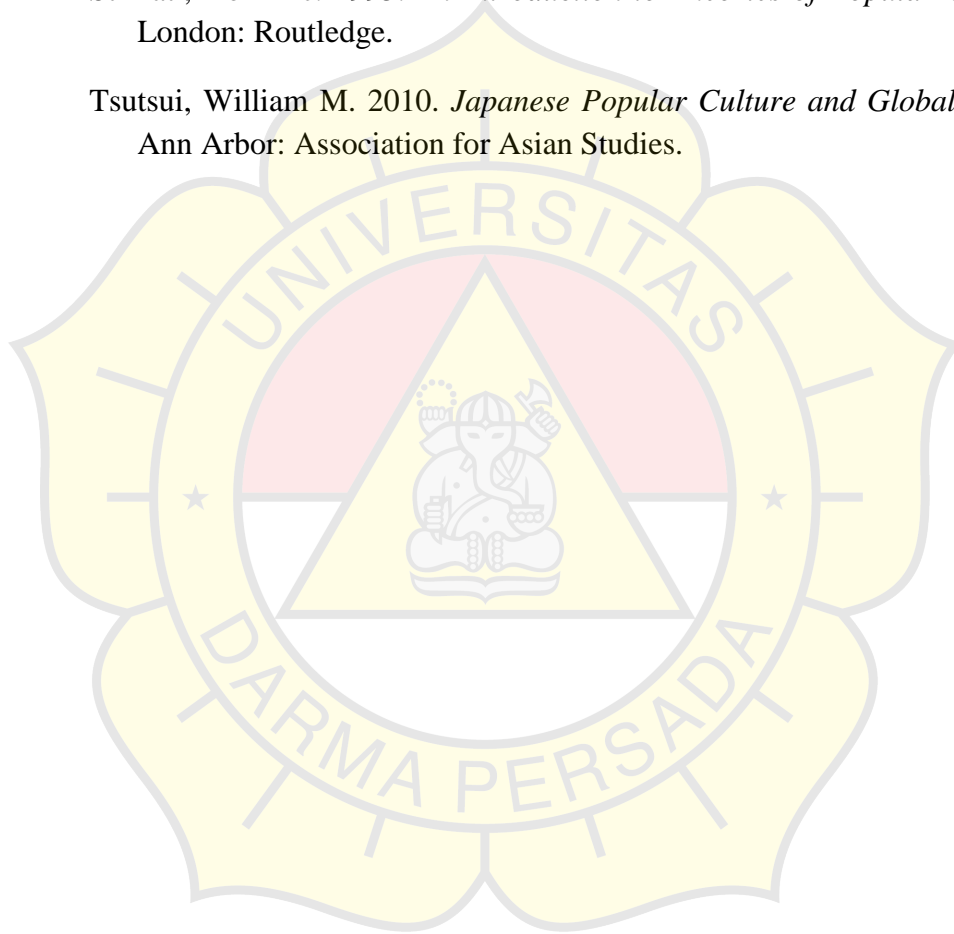 London: Routledge.
Tsutsui, William M. 2010. Japanese Popular Culture and Global
Ann Arbor: Association for Asian Studies.
UNIVERSITAS
DARMA PERSADA